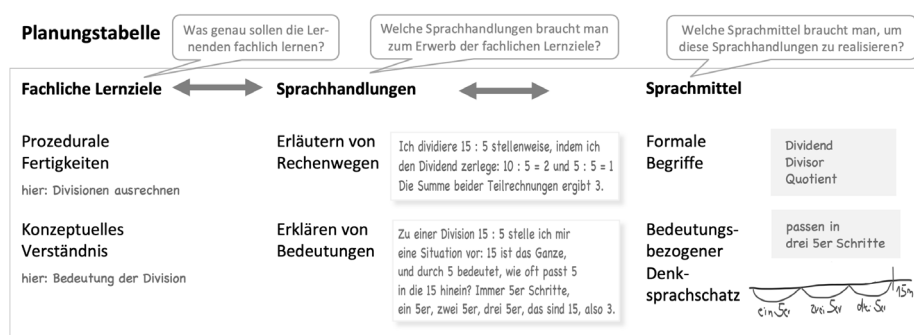 Planungstabelle
Was genau sollen die Ler-
nenden fachlich lernen?
Welche Sprachhandlungen braucht man
zum Erwerb der fachlichen Lernziele?
Welche Sprachmittel braucht man, um
diese Sprachhandlungen zu realisieren?
Fachliche Lernziele
Sprachhandlungen
Sprachmittel
Prozedurale
Fertigkeiten
hier: Divisionen ausrechnen
Erläutern von
Rechenwegen
Ich dividiere 15 : 5 stellenweise, indem ich
den Dividend zerlege: 10 : 5 = 2 und 5 : 5 = 1
Die Summe beider Teilrechnungen ergibt 3.
Formale
Begriffe
Dividend
Divisor
Quotient
Konzeptuelles
Verständnis
hier: Bedeutung der Division
Erklären von
Bedeutungen
Zu einer Division 15 : 5 stelle ich mir
eine Situation vor: 15 ist das Ganze,
und durch 5 bedeutet, wie oft passt 5
in die 15 hinein? Immer 5er Schritte,
ein 5er, zwei 5er, drei 5er, das sind 15, also 3.
Bedeutungs-
bezogener
Denk-
sprachschatz
passen in
drei 5er Schritte
15m
ein 5er zwei 5er drei 5er